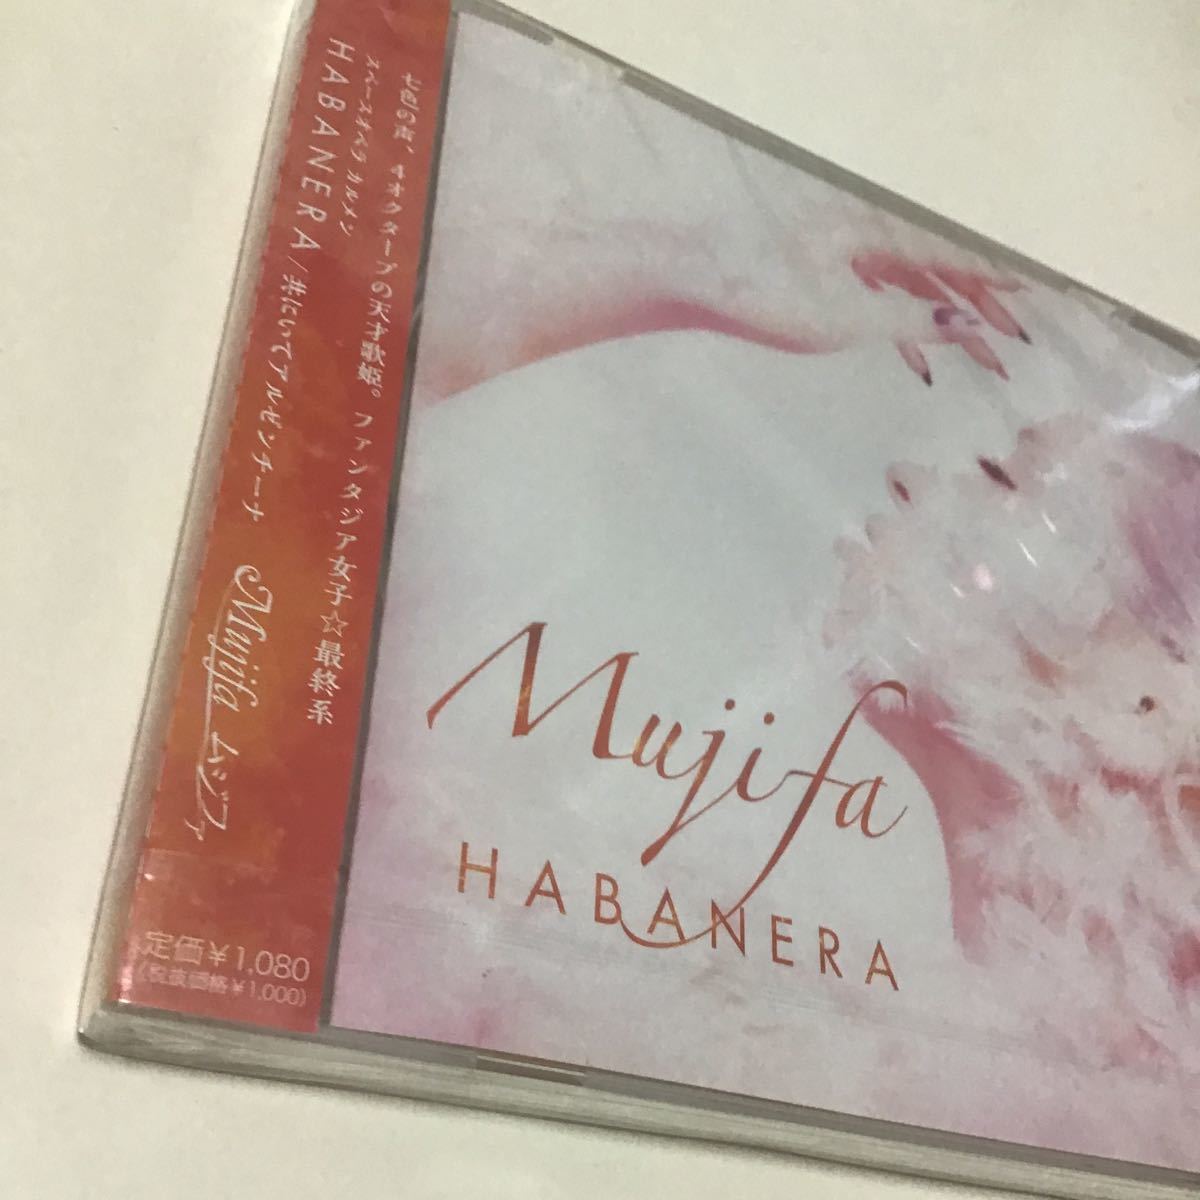 七色の声、4オクターブの天才歌姫。ファンタジア女子☆最終系
スペースオペラ カルメン
HABANERA/共にいてアルゼンチーナ
Mujifa ムジファ
定価¥1,080
(税抜価格¥1,000)
Mujifa
HABANERA